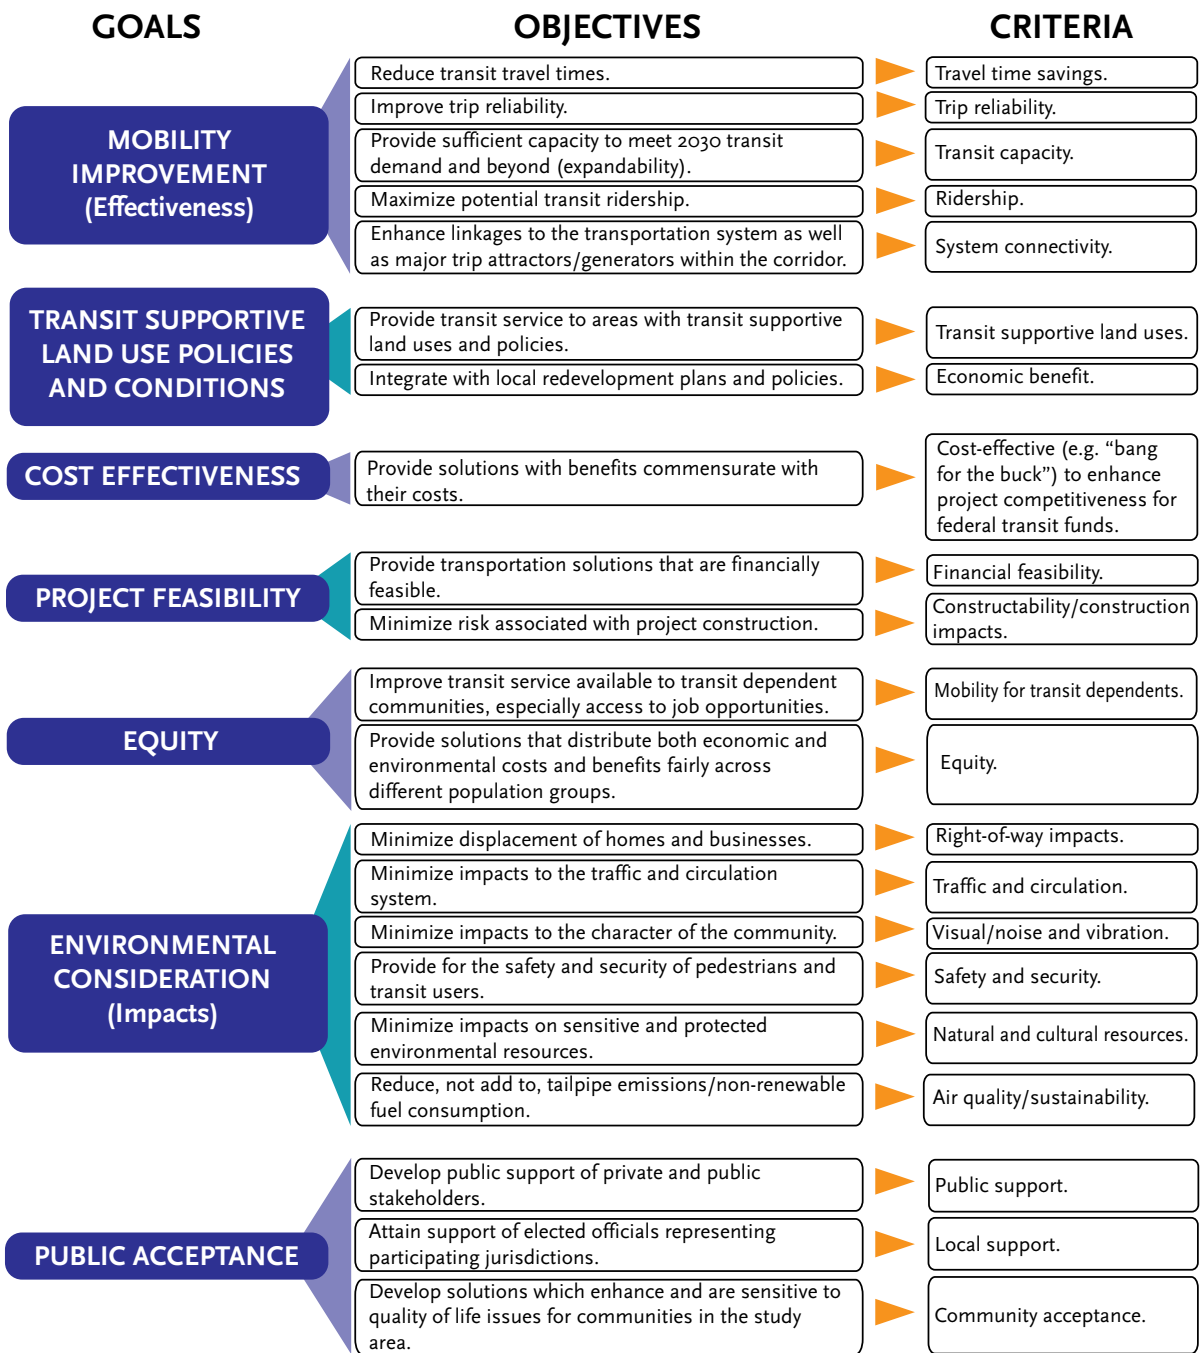 GOALS
OBJECTIVES
CRITERIA
MOBILITY
IMPROVEMENT
(Effectiveness)
Reduce transit travel times.
Travel time savings.
Improve trip reliability.
Trip reliability.
Provide sufficient capacity to meet 2030 transit
demand and beyond (expandability).
Transit capacity.
Maximize potential transit ridership.
Ridership.
Enhance linkages to the transportation system as well
as major trip attractors/generators within the corridor.
System connectivity.
TRANSIT SUPPORTIVE
LAND USE POLICIES
AND CONDITIONS
Provide transit service to areas with transit supportive
land uses and policies.
Transit supportive land uses.
Integrate with local redevelopment plans and policies.
Economic benefit.
COST EFFECTIVENESS
Provide solutions with benefits commensurate with
their costs.
Cost-effective (e.g. “bang
for the buck”) to enhance
project competitiveness for
federal transit funds.
PROJECT FEASIBILITY
Provide transportation solutions that are financially
feasible.
Financial feasibility.
Minimize risk associated with project construction.
Constructability/construction
impacts.
EQUITY
Improve transit service available to transit dependent
communities, especially access to job opportunities.
Mobility for transit dependents.
Provide solutions that distribute both economic and
environmental costs and benefits fairly across
different population groups.
Equity.
ENVIRONMENTAL
CONSIDERATION
(Impacts)
Minimize displacement of homes and businesses.
Right-of-way impacts.
Minimize impacts to the traffic and circulation
system.
Traffic and circulation.
Minimize impacts to the character of the community.
Visual/noise and vibration.
Provide for the safety and security of pedestrians and
transit users.
Safety and security.
Minimize impacts on sensitive and protected
environmental resources.
Natural and cultural resources.
Reduce, not add to, tailpipe emissions/non-renewable
fuel consumption.
Air quality/sustainability.
PUBLIC ACCEPTANCE
Develop public support of private and public
stakeholders.
Public support.
Attain support of elected officials representing
participating jurisdictions.
Local support.
Develop solutions which enhance and are sensitive to
quality of life issues for communities in the study
area.
Community acceptance.